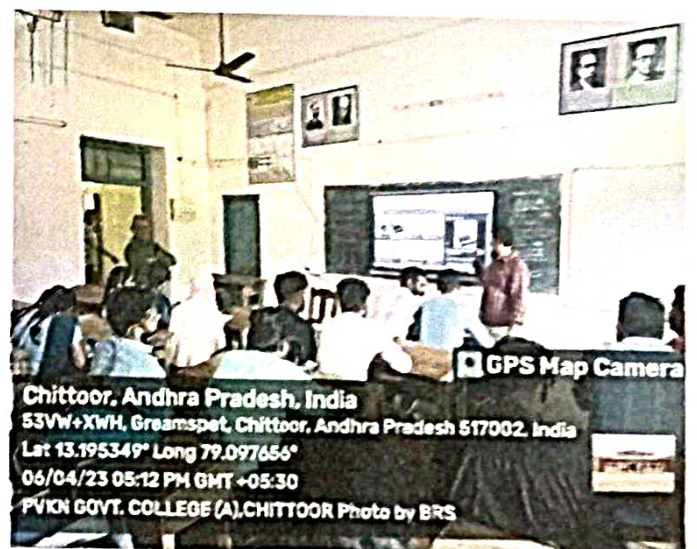 GPS Map Camera
Chittoor, Andhra Pradesh, India
53VW+XWH, Greamspet, Chittoor, Andhra Pradesh 517002, India
Lat 13.195349° Long 79.097656°
06/04/23 05:12 PM GMT +05:30
PVKN GOVT. COLLEGE (A),CHITTOOR Photo by BRS